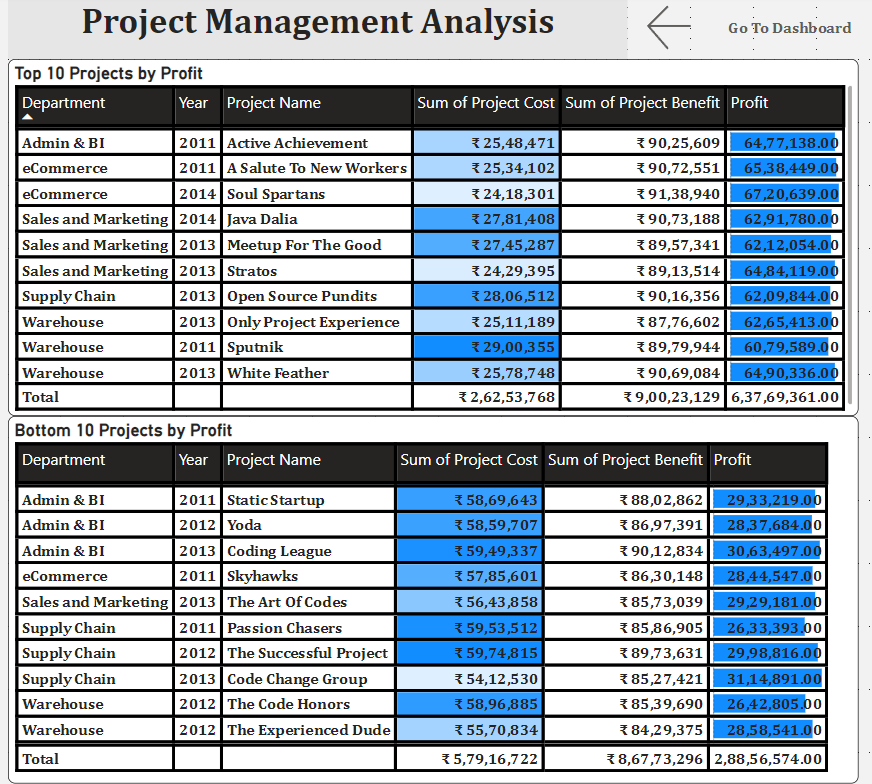 Project Management Analysis
Go To Dashboard
Top 10 Projects by Profit
Department Year Project Name Sum of Project Cost Sum of Project Benefit Profit
Admin & BI 2011 Active Achievement ₹ 25,48,471 ₹ 90,25,609 64,77,138.00
eCommerce 2011 A Salute To New Workers ₹ 25,34,102 ₹ 90,72,551 65,38,449.00
eCommerce 2014 Soul Spartans ₹ 24,18,301 ₹ 91,38,940 67,20,639.00
Sales and Marketing 2014 Java Dalia ₹ 27,81,408 ₹ 90,73,188 62,91,780.00
Sales and Marketing 2013 Meetup For The Good ₹ 27,45,287 ₹ 89,57,341 62,12,054.00
Sales and Marketing 2013 Stratos ₹ 24,29,395 ₹ 89,13,514 64,84,119.00
Supply Chain 2013 Open Source Pundits ₹ 28,06,512 ₹ 90,16,356 62,09,844.00
Warehouse 2013 Only Project Experience ₹ 25,11,189 ₹ 87,76,602 62,65,413.00
Warehouse 2011 Sputnik ₹ 29,00,355 ₹ 89,79,944 60,79,589.00
Warehouse 2013 White Feather ₹ 25,78,748 ₹ 90,69,084 64,90,336.00
Total ₹ 2,62,53,768 ₹ 9,00,23,129 6,37,69,361.00
Bottom 10 Projects by Profit
Department Year Project Name Sum of Project Cost Sum of Project Benefit Profit
Admin & BI 2011 Static Startup ₹ 58,69,643 ₹ 88,02,862 29,33,219.00
Admin & BI 2012 Yoda ₹ 58,59,707 ₹ 86,97,391 28,37,684.00
Admin & BI 2013 Coding League ₹ 59,49,337 ₹ 90,12,834 30,63,497.00
eCommerce 2011 Skyhawks ₹ 57,85,601 ₹ 86,30,148 28,44,547.00
Sales and Marketing 2013 The Art Of Codes ₹ 56,43,858 ₹ 85,73,039 29,29,181.00
Supply Chain 2011 Passion Chasers ₹ 59,53,512 ₹ 85,86,905 26,33,393.00
Supply Chain 2012 The Successful Project ₹ 59,74,815 ₹ 89,73,631 29,98,816.00
Supply Chain 2013 Code Change Group ₹ 54,12,530 ₹ 85,27,421 31,14,891.00
Warehouse 2012 The Code Honors ₹ 58,96,885 ₹ 85,39,690 26,42,805.00
Warehouse 2012 The Experienced Dude ₹ 55,70,834 ₹ 84,29,375 28,58,541.00
Total ₹ 5,79,16,722 ₹ 8,67,73,296 2,88,56,574.00